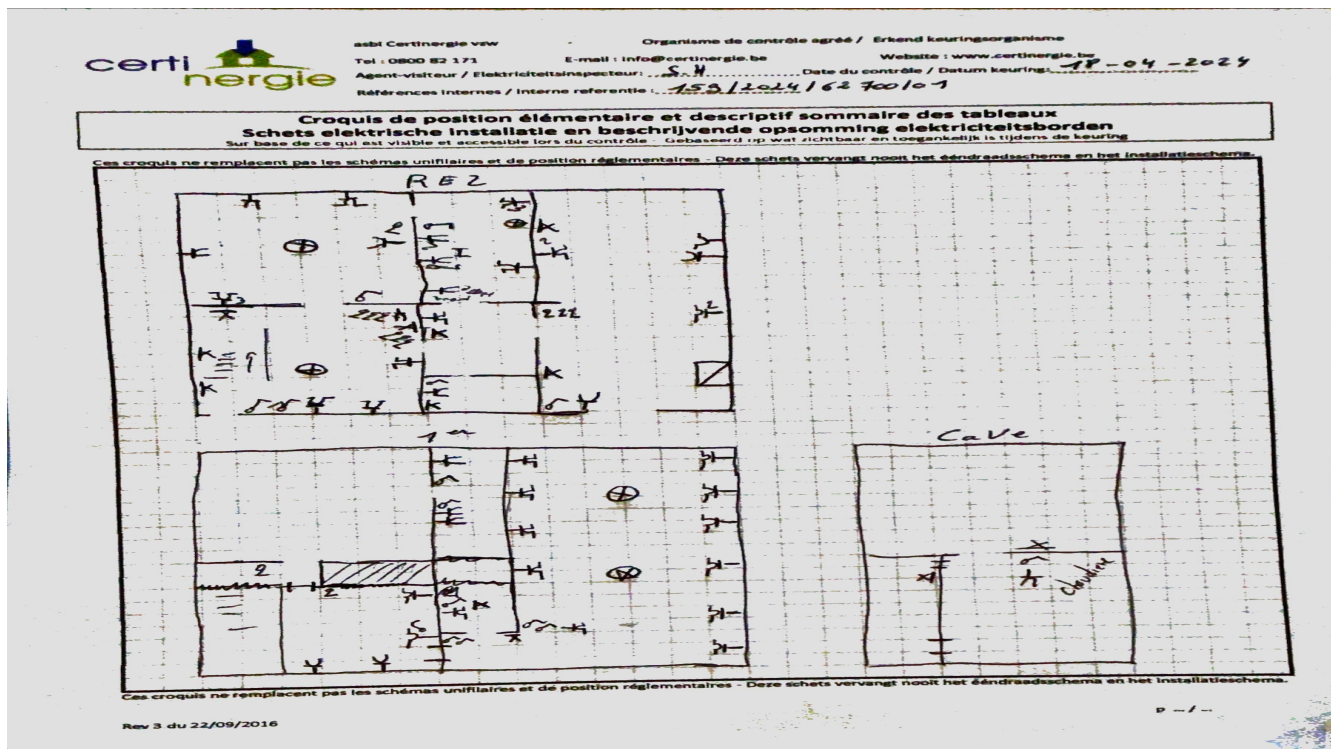 certi
nergie
asbl Certinergie vzw - Organisme de contrôle agréé / Erkend keuringsorganisme
Tel : 0800 82 171 E-mail : info@certinergie.be Website : www.certinergie.be
Agent-visiteur / Elektriciteitsinspecteur: S.H Date du contrôle / Datum keuring: 18-04-2024
Références internes / Interne referentie : 159/2024/62700/01
Croquis de position élémentaire et descriptif sommaire des tableaux
Schets elektrische installatie en beschrijvende opsomming elektriciteitsborden
Sur base de ce qui est visible et accessible lors du contrôle - Gebaseerd op wat zichtbaar en toegankelijk is tijdens de keuring
Ces croquis ne remplacent pas les schémas unifilaires et de position réglementaires - Deze schets vervangt nooit het ééndraadsschema en het installatieschema.
REZ
1er
Cave
Chaudière
Ces croquis ne remplacent pas les schémas unifilaires et de position réglementaires - Deze schets vervangt nooit het ééndraadsschema en het installatieschema.
Rev 3 du 22/09/2016
P --/--